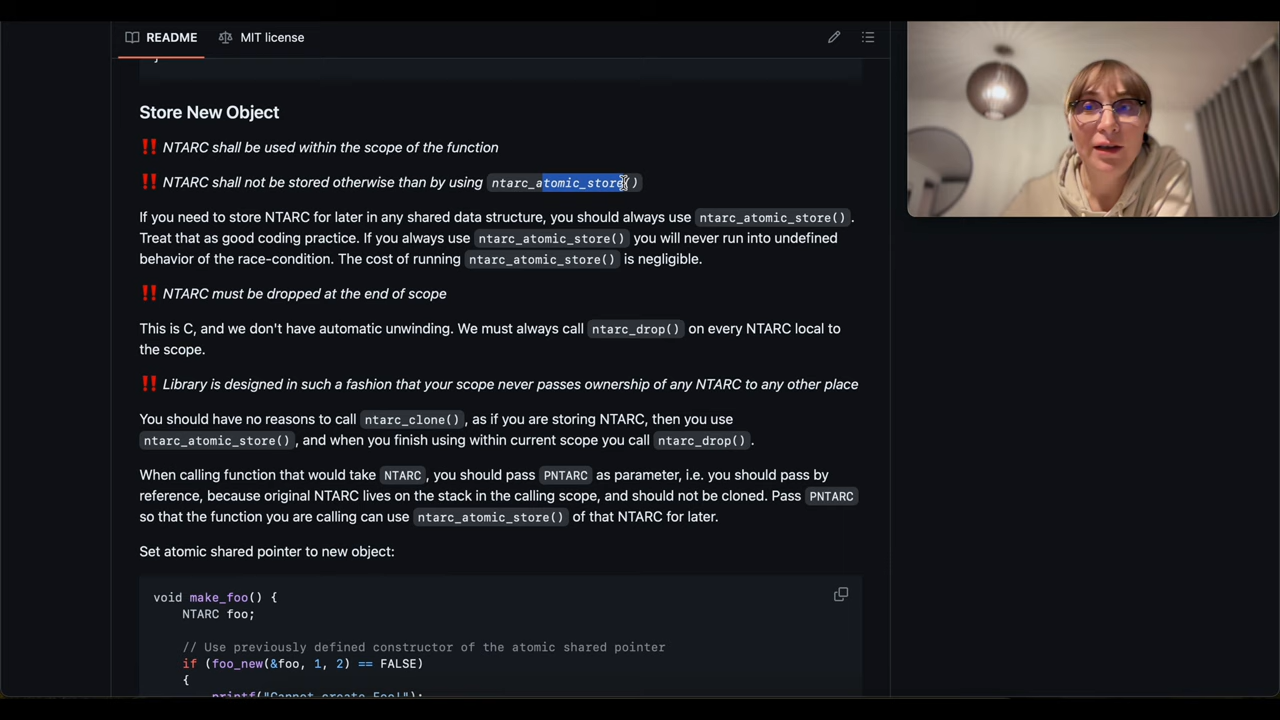 README MIT license
Store New Object
‼ NTARC shall be used within the scope of the function
‼ NTARC shall not be stored otherwise than by using ntarc_atomic_store()
If you need to store NTARC for later in any shared data structure, you should always use ntarc_atomic_store().
Treat that as good coding practice. If you always use ntarc_atomic_store() you will never run into undefined
behavior of the race-condition. The cost of running ntarc_atomic_store() is negligible.
‼ NTARC must be dropped at the end of scope
This is C, and we don't have automatic unwinding. We must always call ntarc_drop() on every NTARC local to
the scope.
‼ Library is designed in such a fashion that your scope never passes ownership of any NTARC to any other place
You should have no reasons to call ntarc_clone(), as if you are storing NTARC, then you use
ntarc_atomic_store(), and when you finish using within current scope you call ntarc_drop().
When calling function that would take NTARC, you should pass PNTARC as parameter, i.e. you should pass by
reference, because original NTARC lives on the stack in the calling scope, and should not be cloned. Pass PNTARC
so that the function you are calling can use ntarc_atomic_store() of that NTARC for later.
Set atomic shared pointer to new object:
void make_foo() {
NTARC foo;
// Use previously defined constructor of the atomic shared pointer
if (foo_new(&foo, 1, 2) == FALSE)
{
printf("Cannot create Foo!");